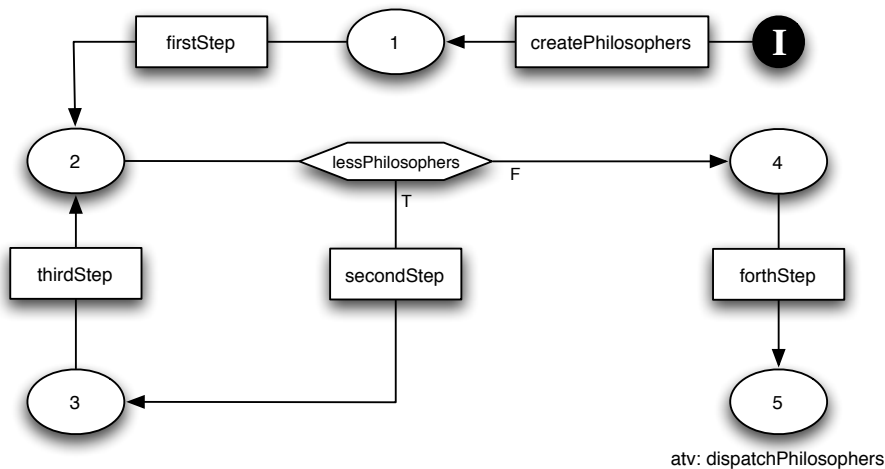 firstStep
1
createPhilosophers
I
2
lessPhilosophers
F
4
T
thirdStep
secondStep
forthStep
3
5
atv: dispatchPhilosophers